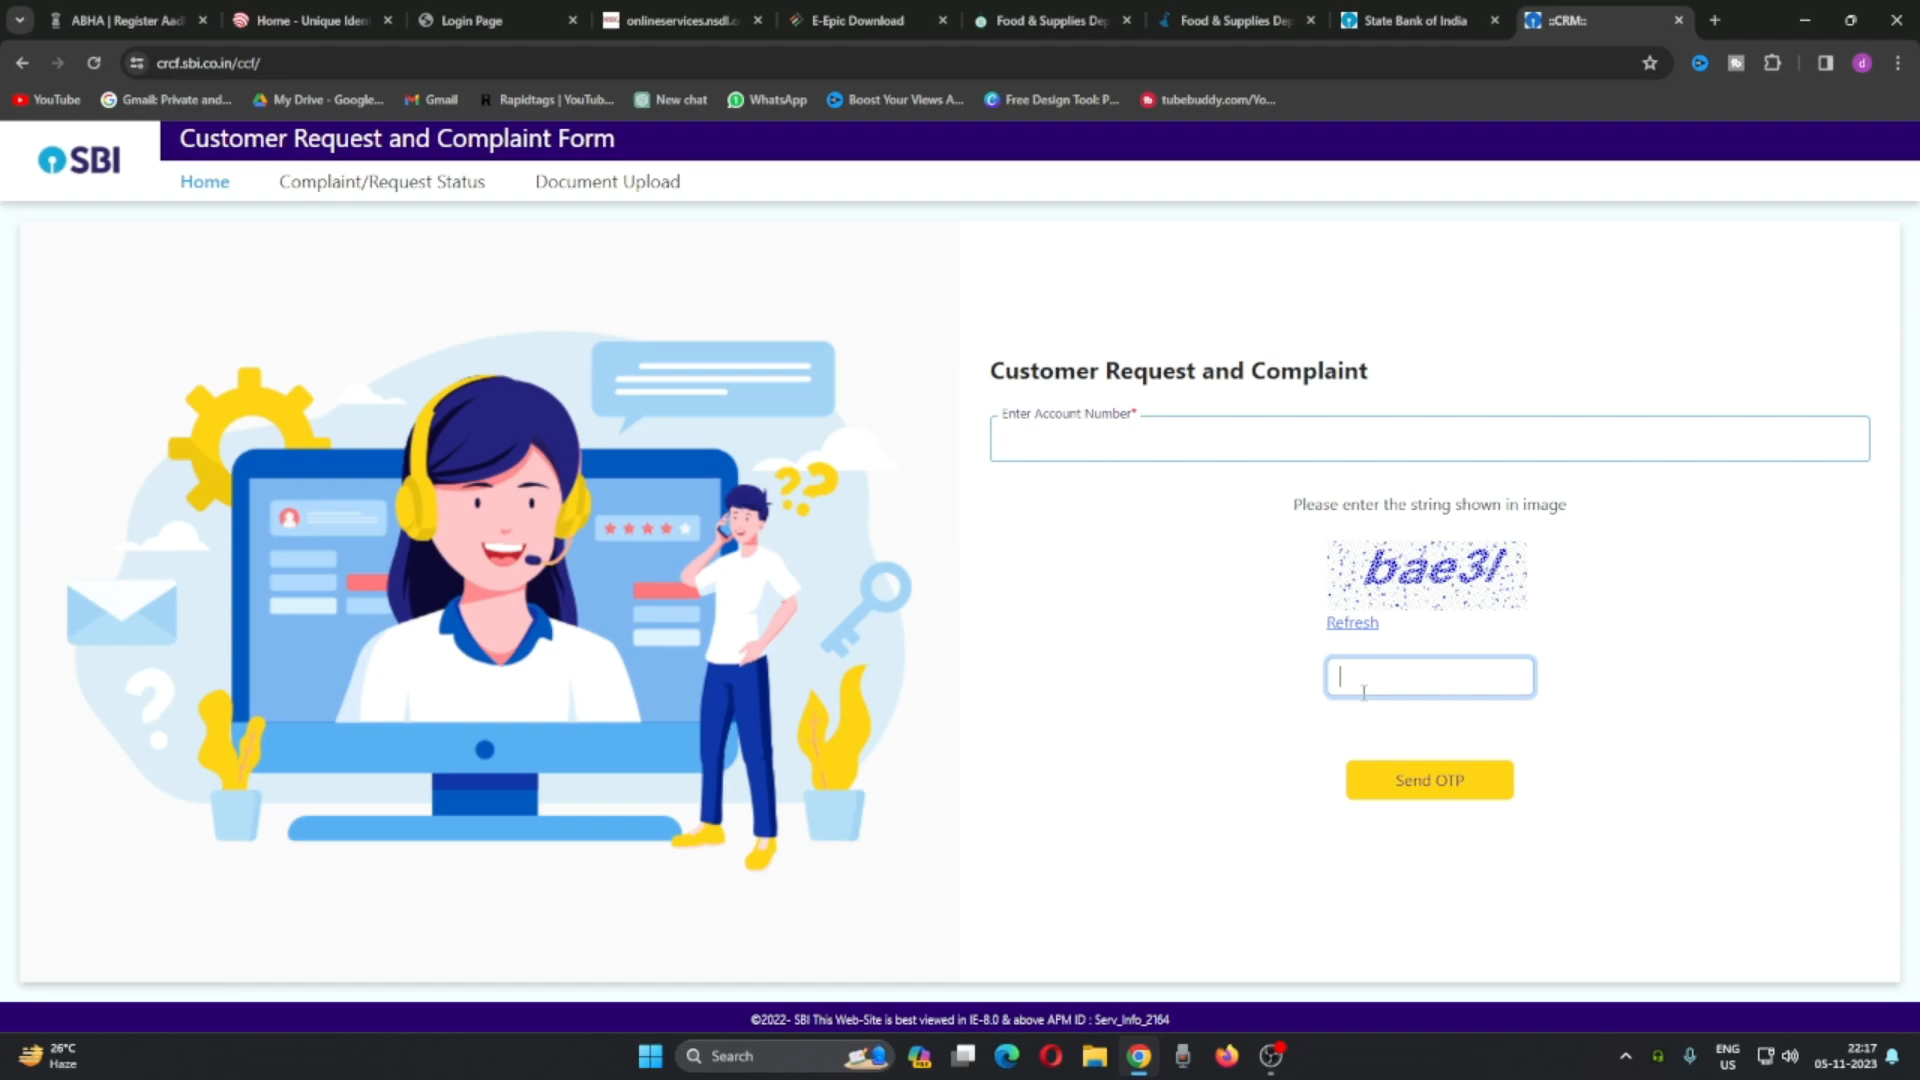 ABHA | Register Aad
Home - Unique Iden
Login Page
onlineservices.nsdl.c
E-Epic Download
Food & Supplies Dep
Food & Supplies Dep
State Bank of India
::CRM::
crcf.sbi.co.in/ccf/
YouTube
Gmail: Private and...
My Drive - Google...
Gmail
Rapidtags | YouTub...
New chat
WhatsApp
Boost Your Views A...
Free Design Tool: P...
tubebuddy.com/Yo...
SBI
Customer Request and Complaint Form
Home
Complaint/Request Status
Document Upload
Customer Request and Complaint
Enter Account Number*
Please enter the string shown in image
bae3l
Refresh
Send OTP
©2022- SBI This Web-Site is best viewed in IE-8.0 & above APM ID : Serv_Info_2164
26°C
Haze
Search
ENG
US
22:17
05-11-2023